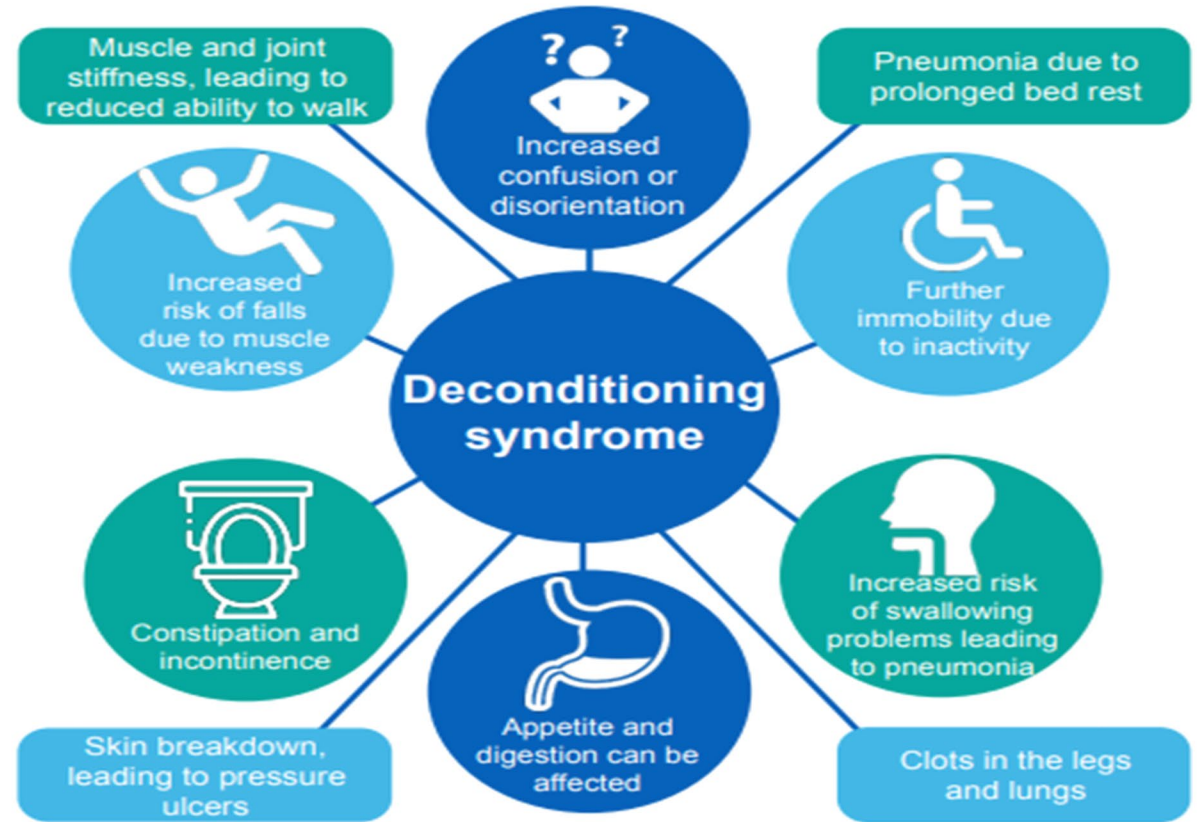 Muscle and joint
stiffness, leading to
reduced ability to walk
? ?
Increased
confusion or
disorientation
Pneumonia due to
prolonged bed rest
Increased
risk of falls
due to muscle
weakness
Further
immobility due
to inactivity
Deconditioning
syndrome
Constipation and
incontinence
Increased risk
of swallowing
problems leading
to pneumonia
Skin breakdown,
leading to pressure
ulcers
Appetite and
digestion can be
affected
Clots in the legs
and lungs